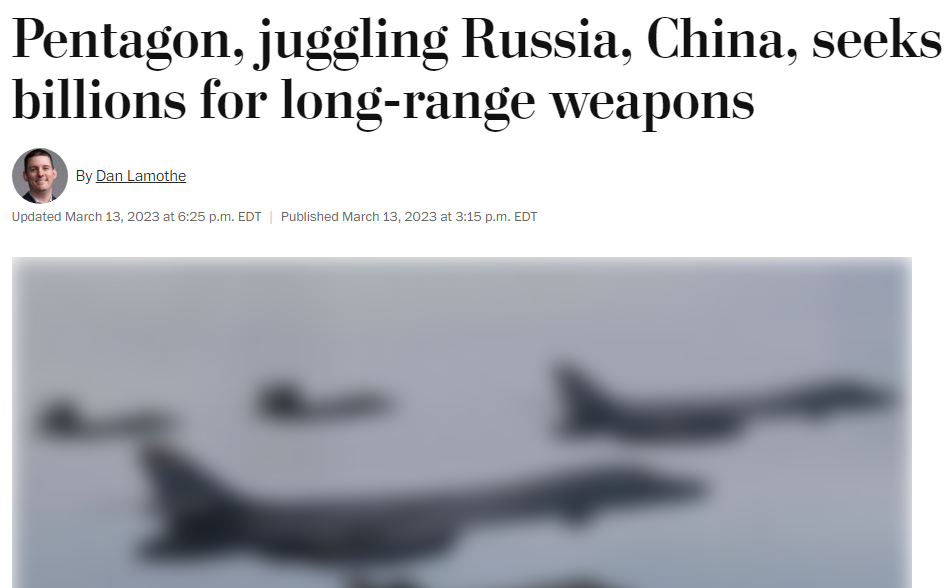 Pentagon, juggling Russia, China, seeks
billions for long-range weapons
By Dan Lamothe
Updated March 13, 2023 at 6:25 p.m. EDT | Published March 13, 2023 at 3:15 p.m. EDT